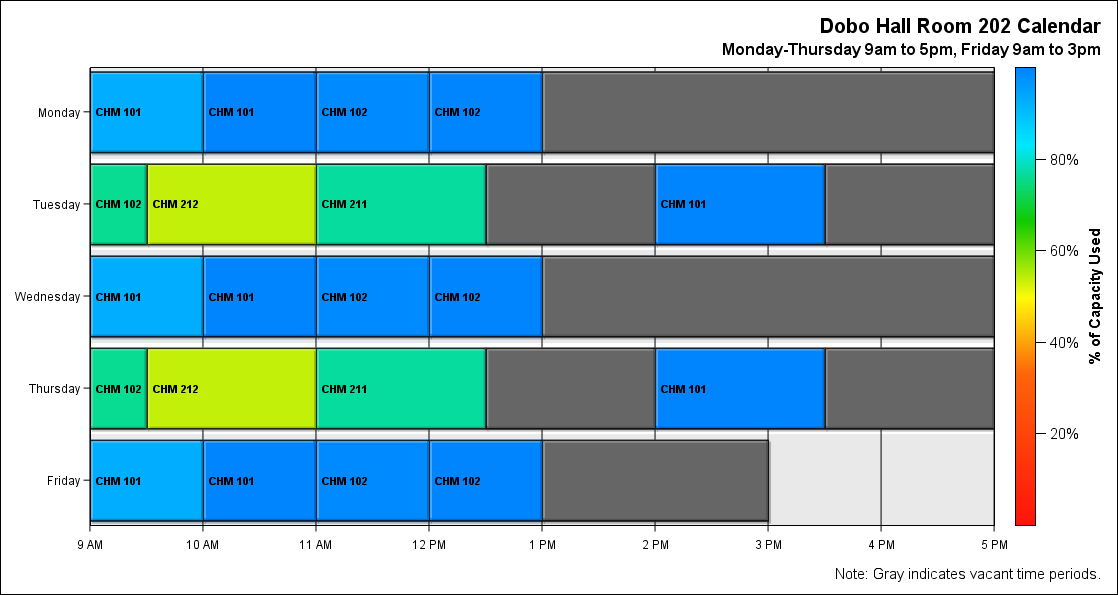 Dobo Hall Room 202 Calendar
Monday-Thursday 9am to 5pm, Friday 9am to 3pm
Monday
CHM 101
CHM 101
CHM 102
CHM 102
Tuesday
CHM 102
CHM 212
CHM 211
CHM 101
Wednesday
CHM 101
CHM 101
CHM 102
CHM 102
Thursday
CHM 102
CHM 212
CHM 211
CHM 101
Friday
CHM 101
CHM 101
CHM 102
CHM 102
9 AM
10 AM
11 AM
12 PM
1 PM
2 PM
3 PM
4 PM
5 PM
80%
60%
40%
20%
% of Capacity Used
Note: Gray indicates vacant time periods.